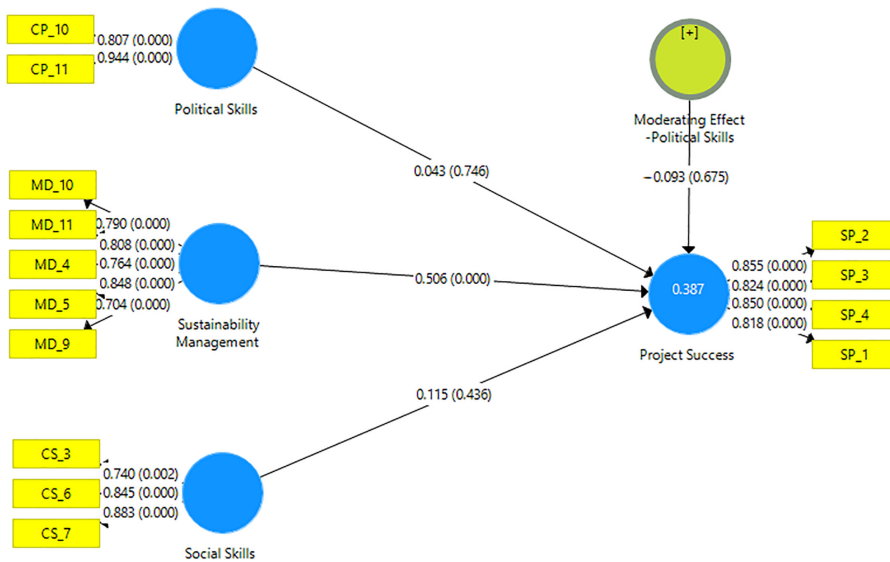 CP_10
0.807 (0.000)
CP_11
0.944 (0.000)
Political Skills
[+]
Moderating Effect
-Political Skills
0.043 (0.746)
−0.093 (0.675)
MD_10
MD_11
MD_4
MD_5
MD_9
0.790 (0.000)
0.808 (0.000)
0.764 (0.000)
0.848 (0.000)
0.704 (0.000)
Sustainability
Management
0.506 (0.000)
0.387
Project Success
0.855 (0.000)
0.824 (0.000)
0.850 (0.000)
0.818 (0.000)
SP_2
SP_3
SP_4
SP_1
0.115 (0.436)
CS_3
CS_6
CS_7
0.740 (0.002)
0.845 (0.000)
0.883 (0.000)
Social Skills